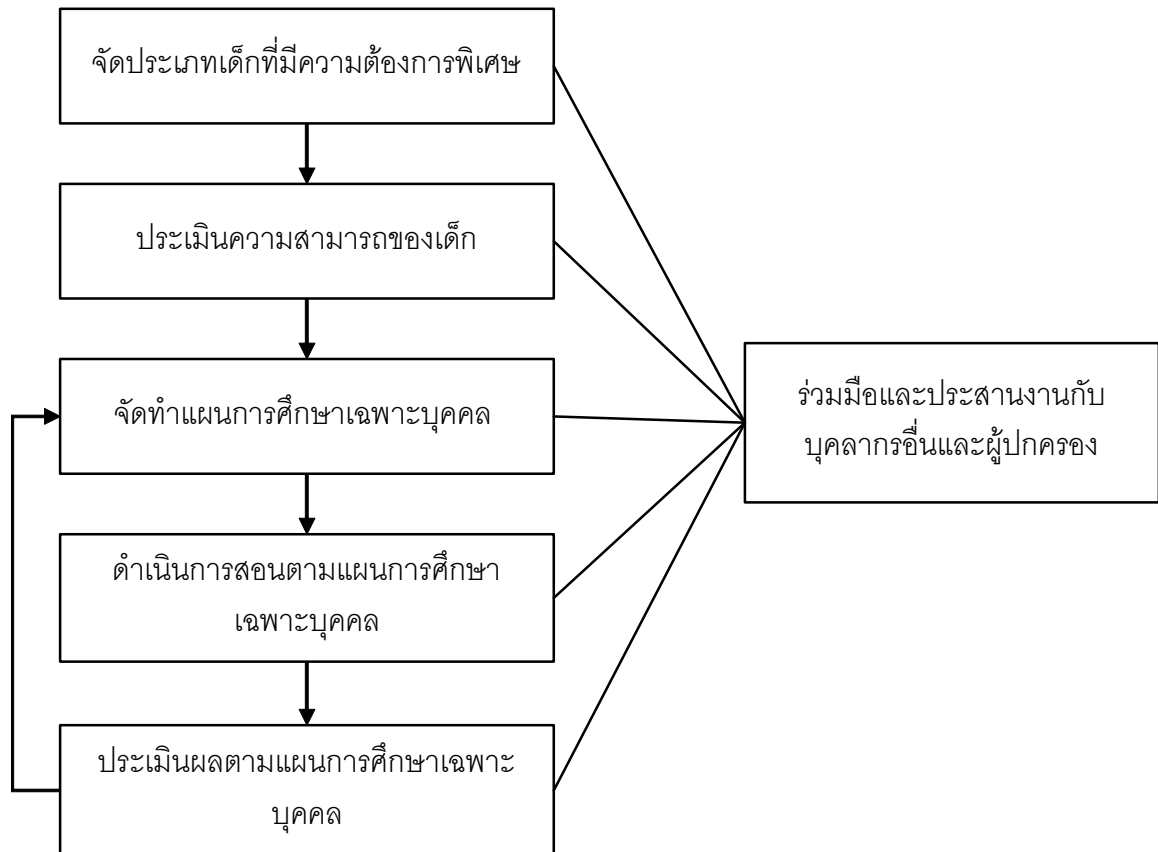 จัดประเภทเด็กที่มีความต้องการพิเศษ
ประเมินความสามารถของเด็ก
จัดทำแผนการศึกษาเฉพาะบุคคล
ดำเนินการสอนตามแผนการศึกษา
เฉพาะบุคคล
ประเมินผลตามแผนการศึกษาเฉพาะ
บุคคล
ร่วมมือและประสานงานกับ
บุคลากรอื่นและผู้ปกครอง